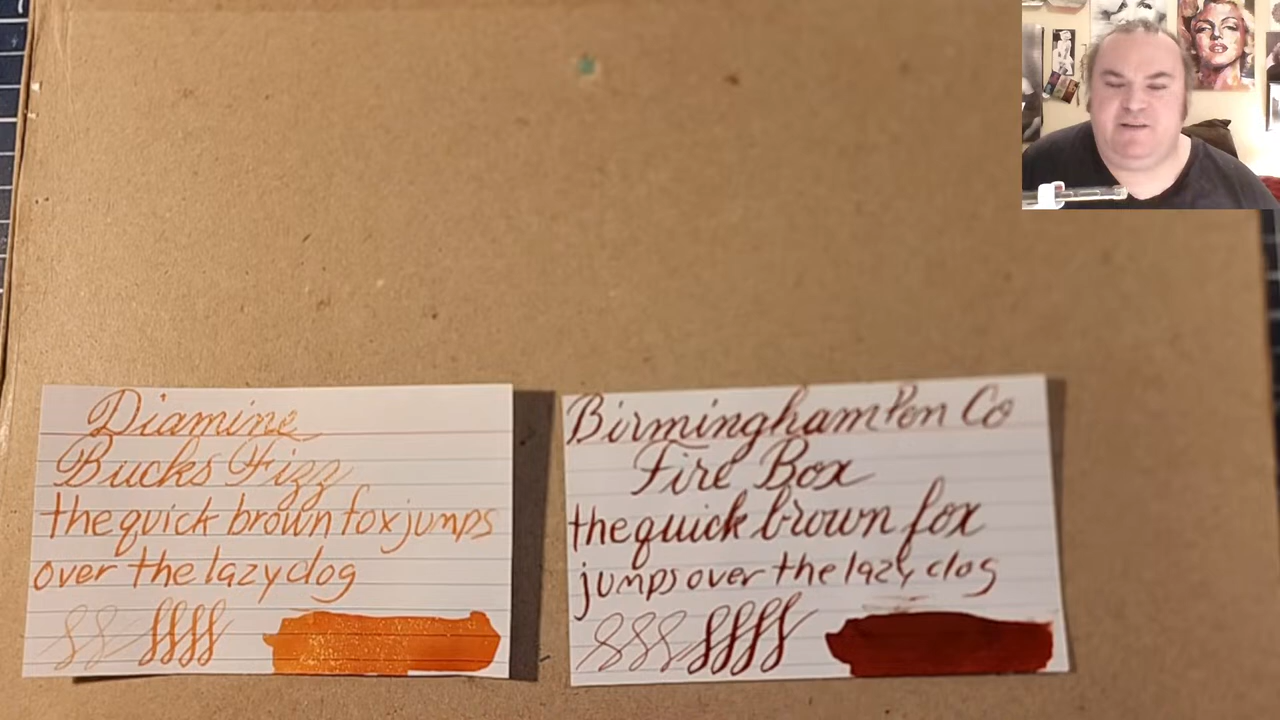 Diamine
Bucks Fizz
the quick brown fox jumps
over the lazy dog
Birmingham Pen Co
Fire Box
the quick brown fox
jumps over the lazy dog